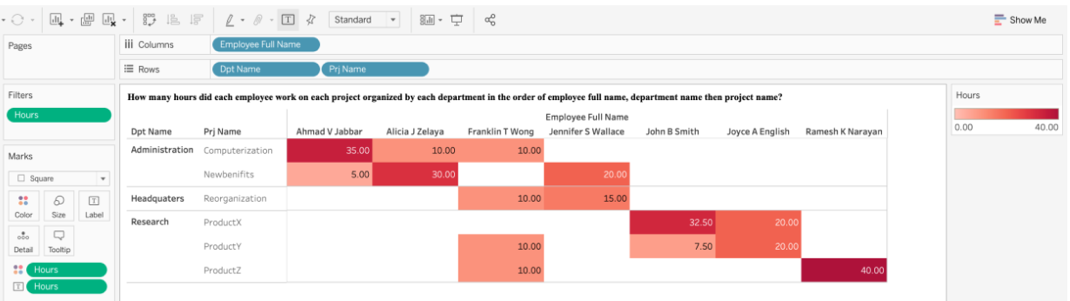 Standard
Show Me
Pages
Columns
Employee Full Name
Rows
Dpt Name
Prj Name
Filters
Hours
How many hours did each employee work on each project organized by each department in the order of employee full name, department name then project name?
Employee Full Name
Dpt Name Prj Name Ahmad V Jabbar Alicia J Zelaya Franklin T Wong Jennifer S Wallace John B Smith Joyce A English Ramesh K Narayan
Administration Computerization 35.00 10.00 10.00
Newbenifits 5.00 30.00 20.00
Headquaters Reorganization 10.00 15.00
Research ProductX 32.50 20.00
ProductY 10.00 7.50 20.00
ProductZ 10.00 40.00
Marks
Square
Color Size Label
Detail Tooltip
Hours
Hours
Hours
0.00 40.00